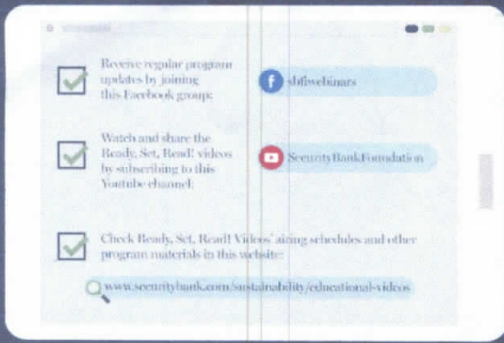 Receive regular program
updates by joining
this Facebook group:
sbfiwebinars
Watch and share the
Ready, Set, Read! videos
by subscribing to this
Youtube channel:
SecurityBankFoundation
Check Ready, Set, Read! Videos' airing schedules and other
program materials in this website:
www.securitybank.com/sustainability/educational-videos